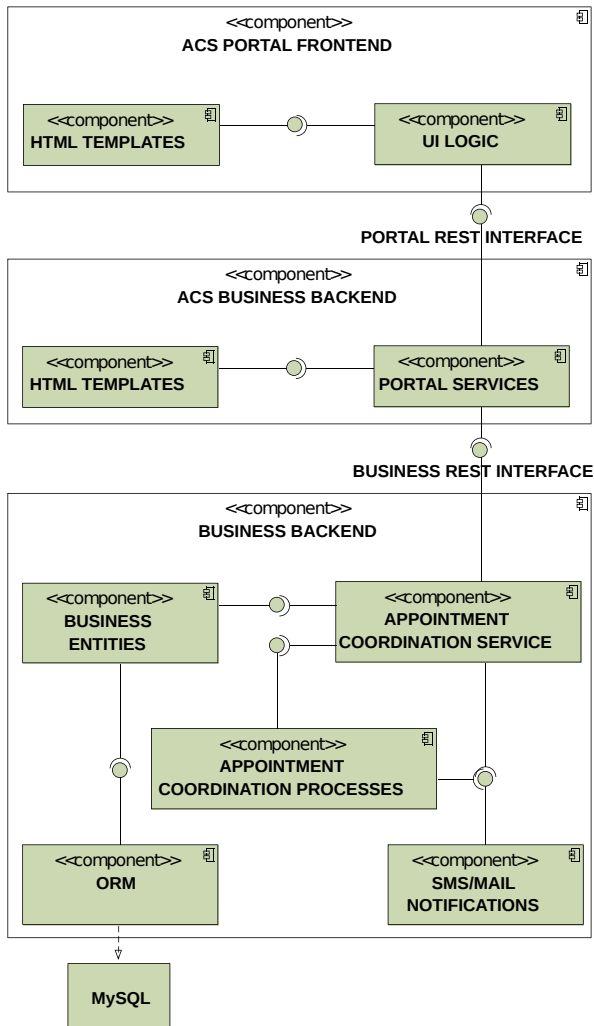 <<component>>
ACS PORTAL FRONTEND
<<component>>
HTML TEMPLATES
<<component>>
UI LOGIC
PORTAL REST INTERFACE
<<component>>
ACS BUSINESS BACKEND
<<component>>
HTML TEMPLATES
<<component>>
PORTAL SERVICES
BUSINESS REST INTERFACE
<<component>>
BUSINESS BACKEND
<<component>>
BUSINESS
ENTITIES
<<component>>
APPOINTMENT
COORDINATION SERVICE
<<component>>
APPOINTMENT
COORDINATION PROCESSES
<<component>>
ORM
<<component>>
SMS/MAIL
NOTIFICATIONS
MySQL